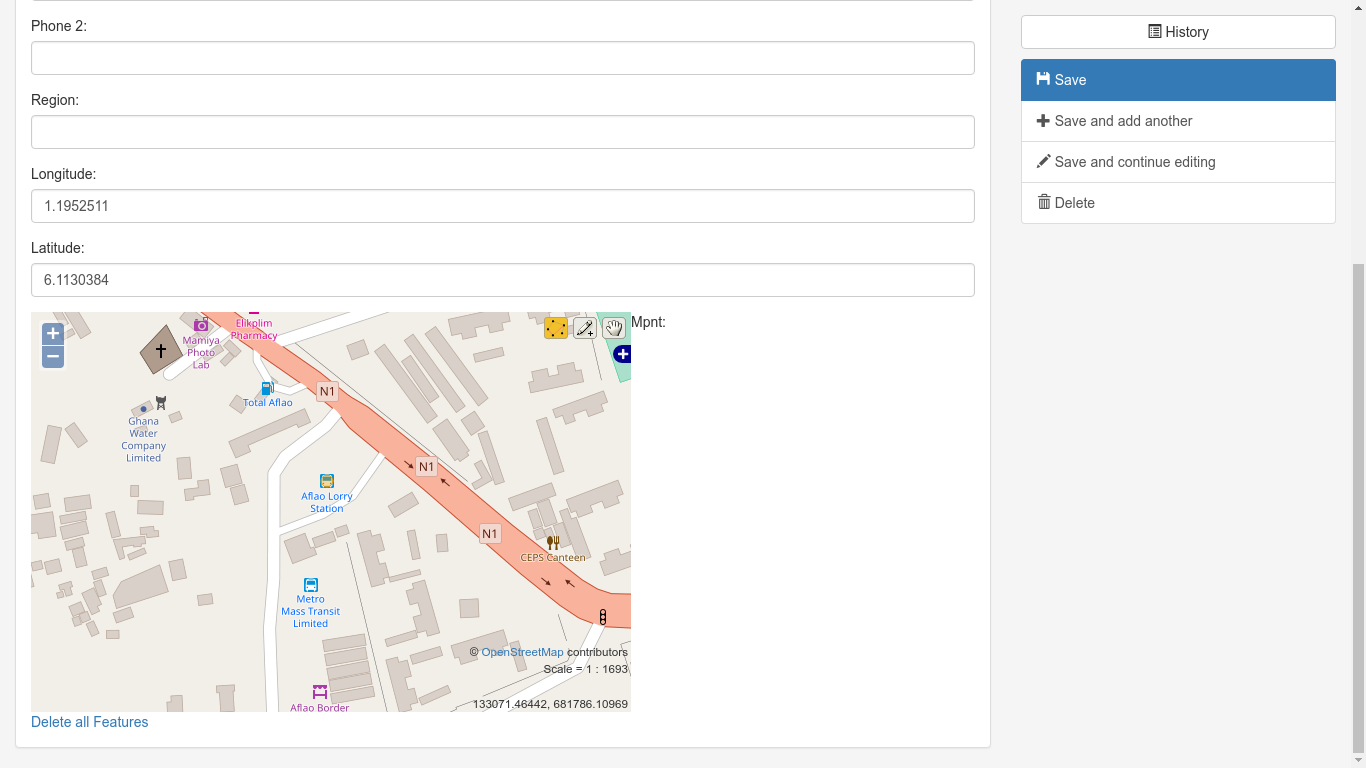 Phone 2:
Region:
Longitude:
1.1952511
Latitude:
6.1130384
Mpnt:
+
−
Elikplim
Pharmacy
Mamiya
Photo
Lab
Total Aflao
N1
Ghana
Water
Company
Limited
N1
Aflao Lorry
Station
N1
CEPS Canteen
Metro
Mass Transit
Limited
© OpenStreetMap contributors
Scale = 1 : 1693
Aflao Border
133071.46442, 681786.10969
Delete all Features
History
Save
Save and add another
Save and continue editing
Delete